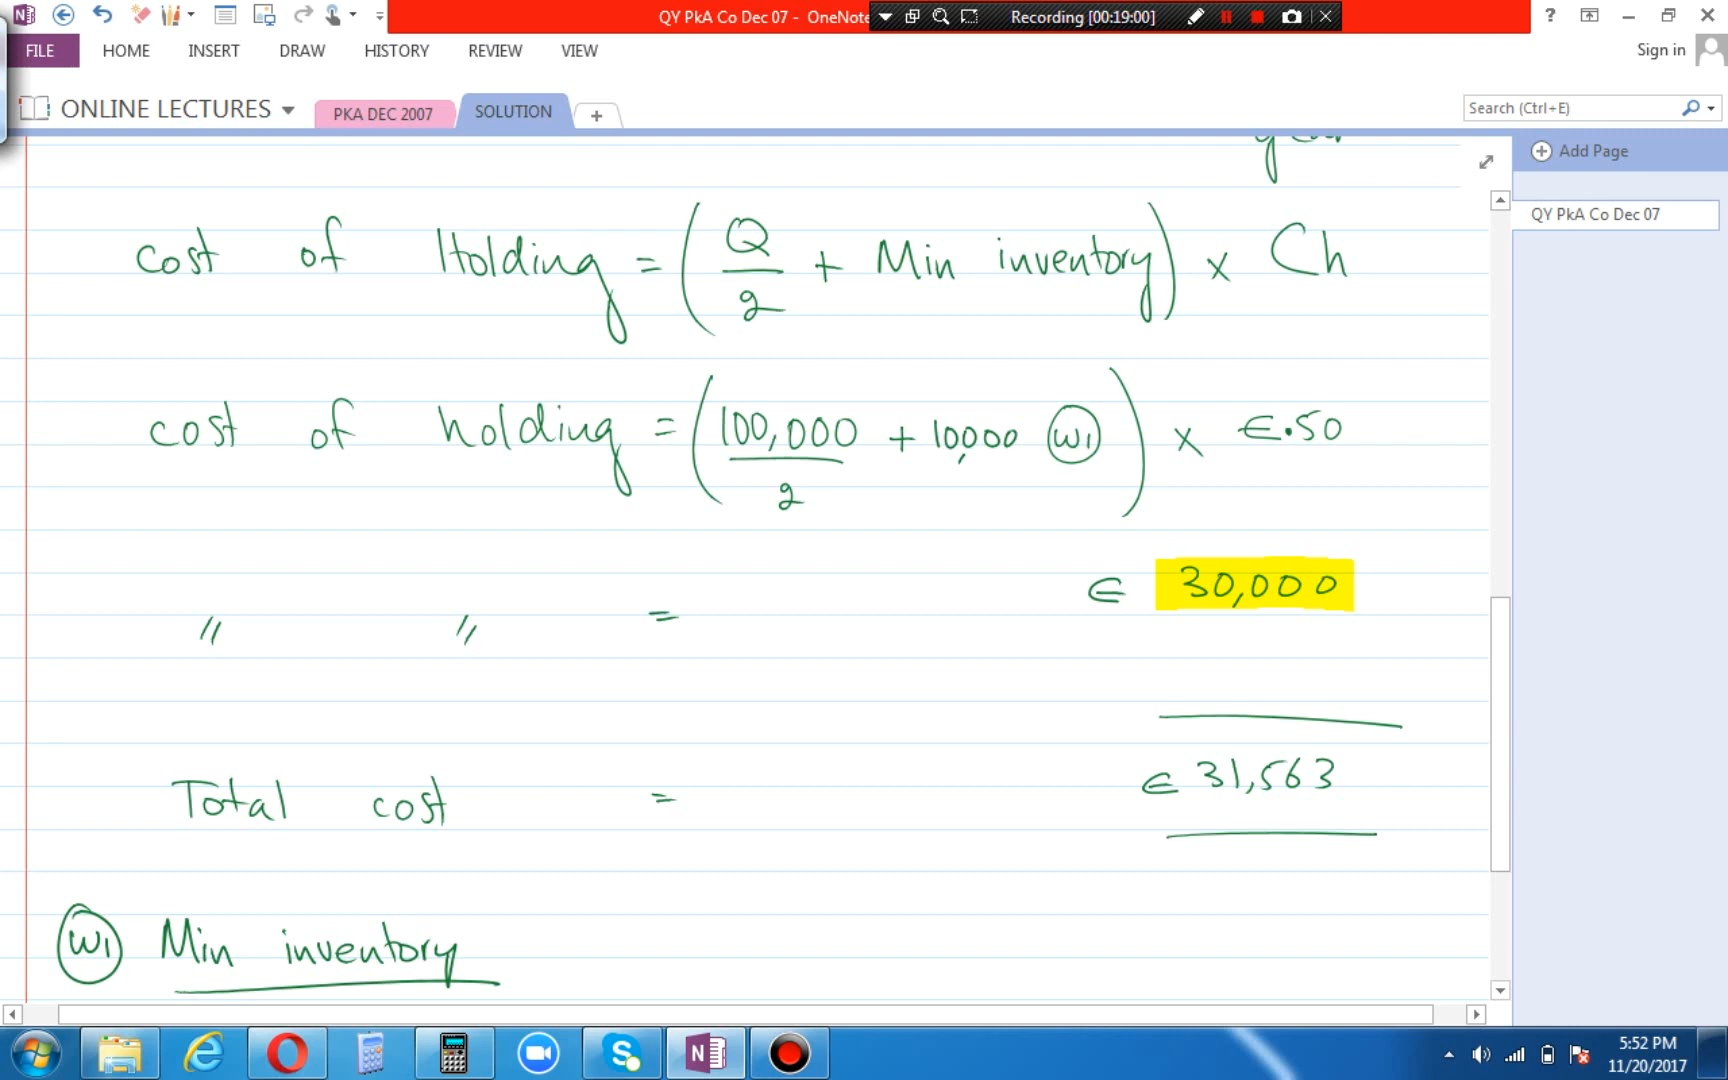 QY PkA Co Dec 07 - OneNote
Recording [00:19:00]
?
FILE HOME INSERT DRAW HISTORY REVIEW VIEW
Sign in
ONLINE LECTURES PKA DEC 2007 SOLUTION +
Search (Ctrl+E)
Add Page
QY PkA Co Dec 07
year
cost of Holding = ( Q/2 + Min inventory ) x Ch
cost of holding = ( 100,000/2 + 10,000 (W1) ) x €.50
" " = € 30,000
Total cost = € 31,563
(W1) Min inventory
5:52 PM
11/20/2017